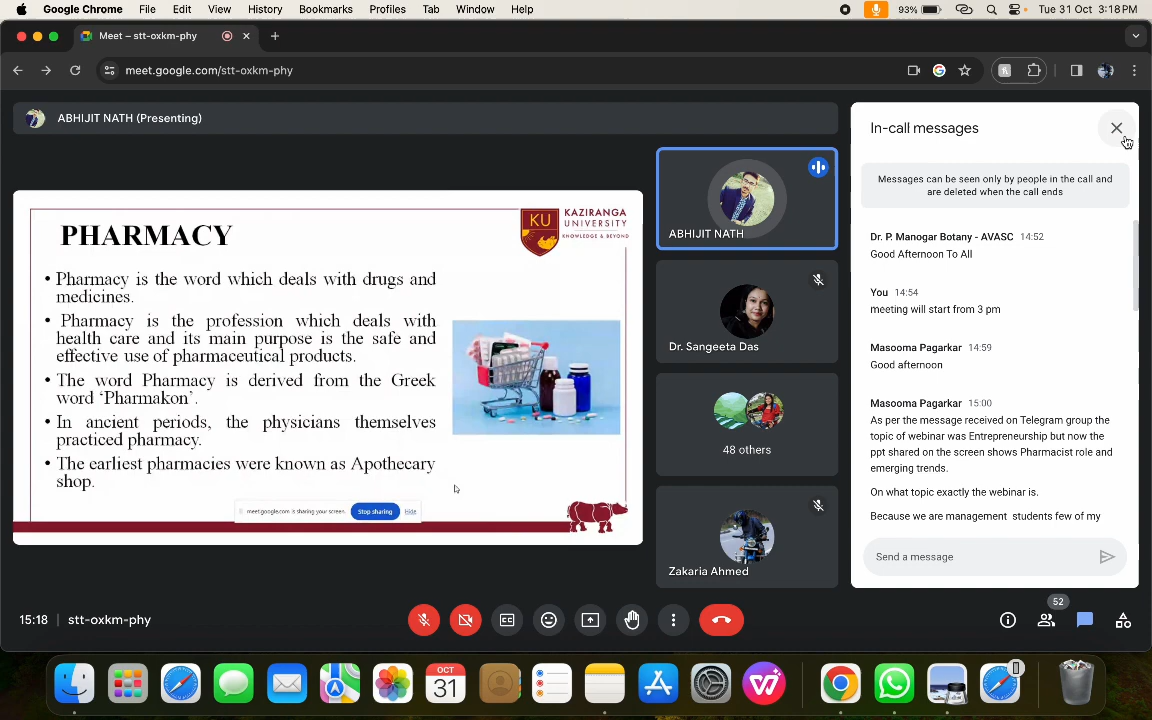 Google Chrome File Edit View History Bookmarks Profiles Tab Window Help
93% Tue 31 Oct 3:18 PM
Meet – stt-oxkm-phy
meet.google.com/stt-oxkm-phy
ABHIJIT NATH (Presenting)
PHARMACY
KU
KAZIRANGA
UNIVERSITY
KNOWLEDGE & BEYOND
• Pharmacy is the word which deals with drugs and
medicines.
• Pharmacy is the profession which deals with
health care and its main purpose is the safe and
effective use of pharmaceutical products.
• The word Pharmacy is derived from the Greek
word ‘Pharmakon’.
• In ancient periods, the physicians themselves
practiced pharmacy.
• The earliest pharmacies were known as Apothecary
shop.
meet.google.com is sharing your screen. Stop sharing Hide
ABHIJIT NATH
Dr. Sangeeta Das
48 others
Zakaria Ahmed
In-call messages
Messages can be seen only by people in the call and
are deleted when the call ends
Dr. P. Manogar Botany - AVASC 14:52
Good Afternoon To All
You 14:54
meeting will start from 3 pm
Masooma Pagarkar 14:59
Good afternoon
Masooma Pagarkar 15:00
As per the message received on Telegram group the
topic of webinar was Entrepreneurship but now the
ppt shared on the screen shows Pharmacist role and
emerging trends.
On what topic exactly the webinar is.
Because we are management students few of my
Send a message
15:18 | stt-oxkm-phy
52
OCT
31